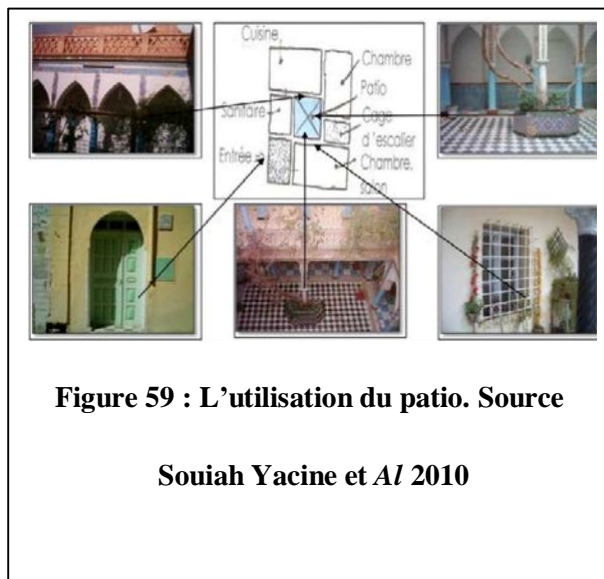 Cuisine
Chambre
Patio
Sanitaire
Cage
d'escalier
Entrée
Chambre,
salon
Figure 59 : L'utilisation du patio. Source
Souiah Yacine et Al 2010